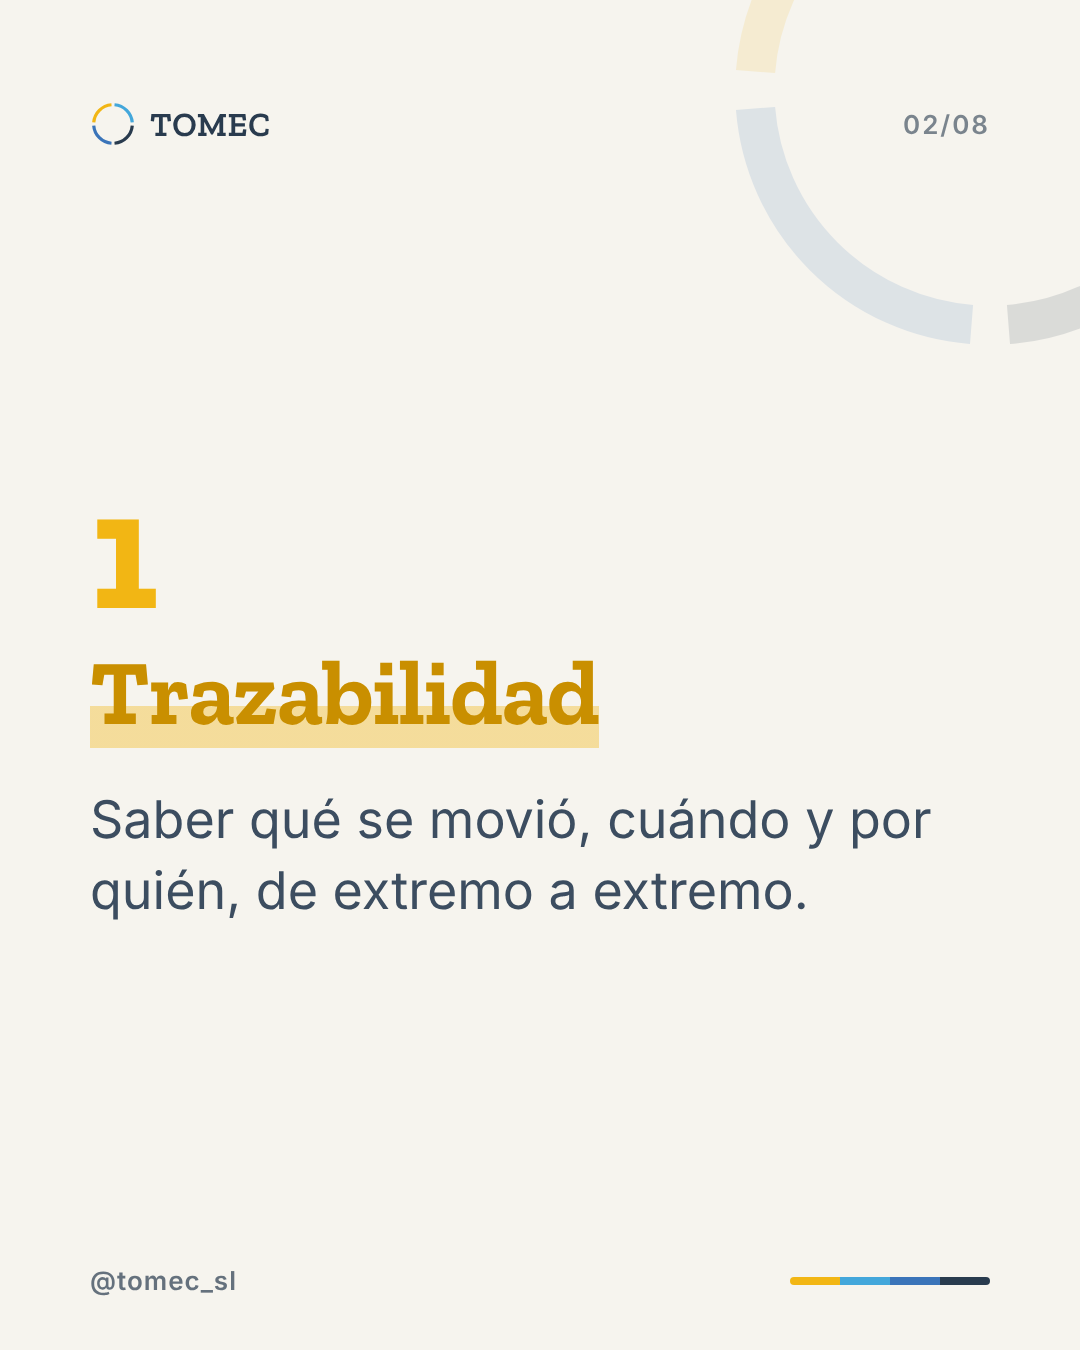 TOMEC
02/08
1
Trazabilidad
Saber qué se movió, cuándo y por
quién, de extremo a extremo.
@tomec_sl